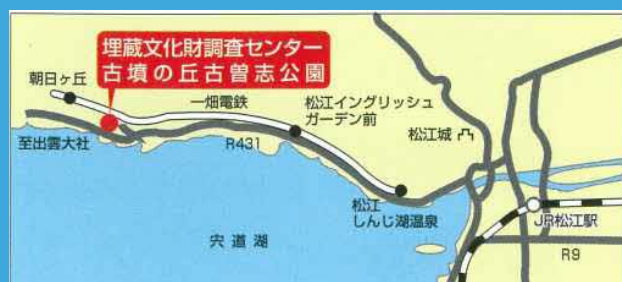 埋蔵文化財調査センター
古墳の丘古曽志公園
朝日ヶ丘
一畑電鉄
松江イングリッシュ
ガーデン前
松江城
至出雲大社
R431
松江
しんじ湖温泉
宍道湖
JR松江駅
R9